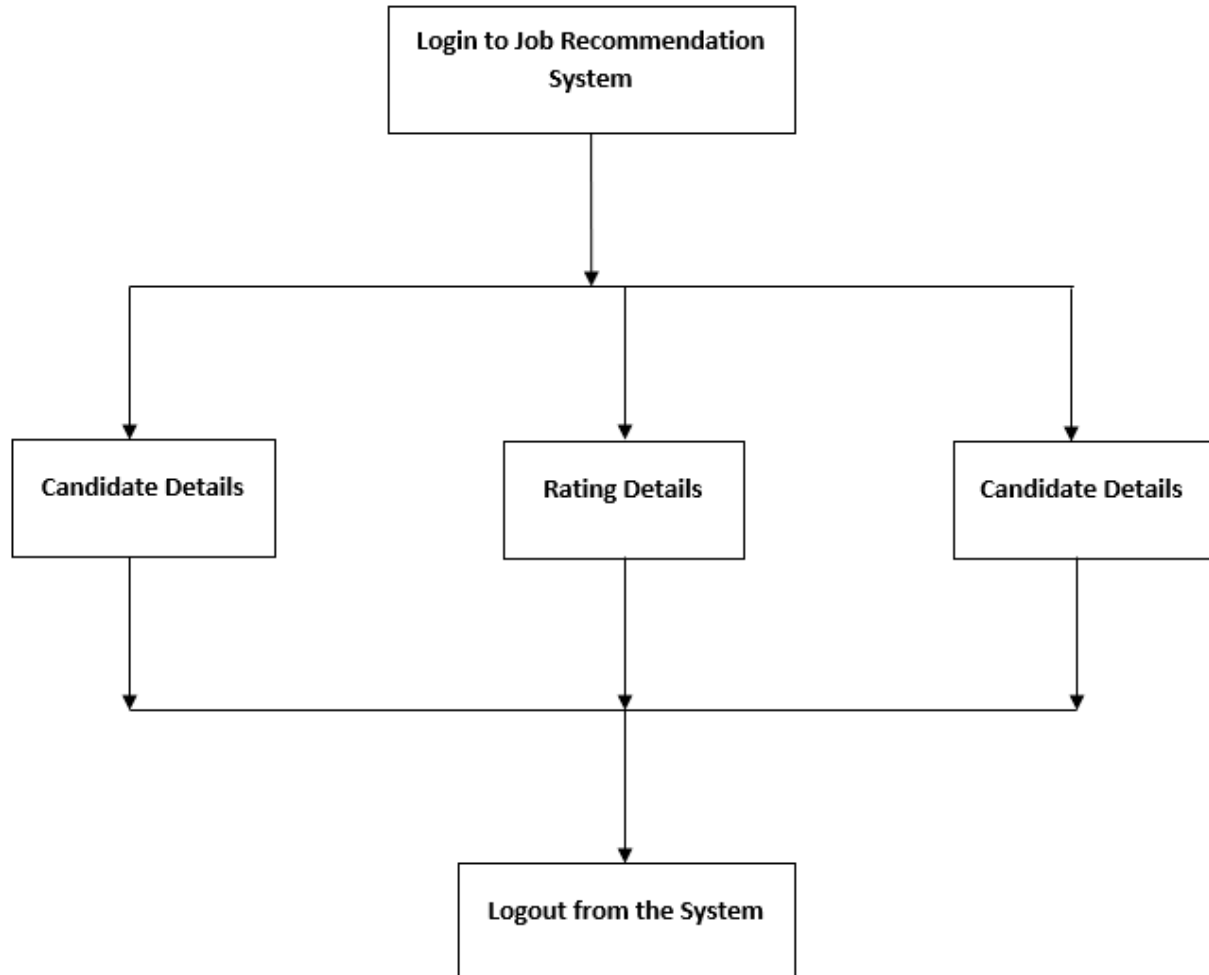 Login to Job Recommendation
System
Candidate Details
Rating Details
Candidate Details
Logout from the System